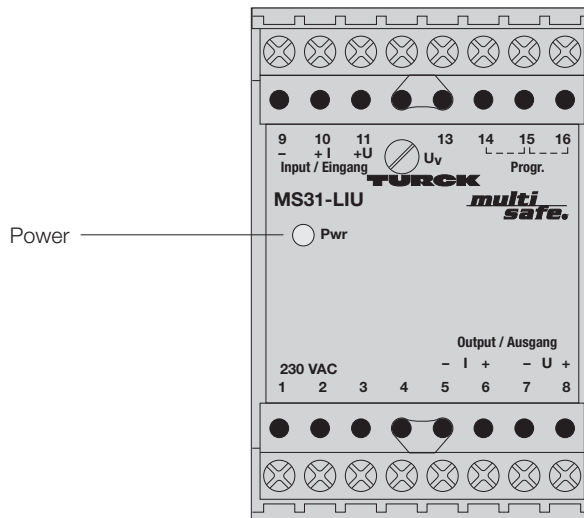 9 10 11 13 14 15 16
– + I +U Uv
Input / Eingang Progr.
TURCK
MS31-LIU multi
safe.
Power Pwr
Output / Ausgang
– I + – U +
230 VAC
1 2 3 4 5 6 7 8